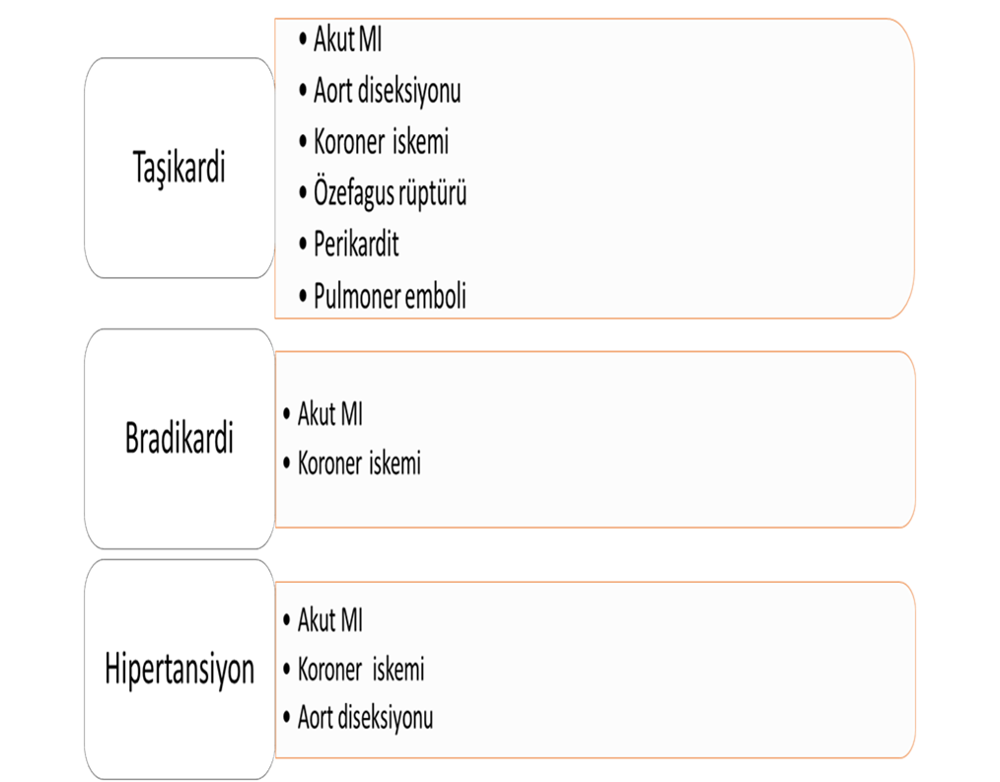 Taşikardi
• Akut MI
• Aort diseksiyonu
• Koroner iskemi
• Özefagus rüptürü
• Perikardit
• Pulmoner emboli
Bradikardi
• Akut MI
• Koroner iskemi
Hipertansiyon
• Akut MI
• Koroner iskemi
• Aort diseksiyonu